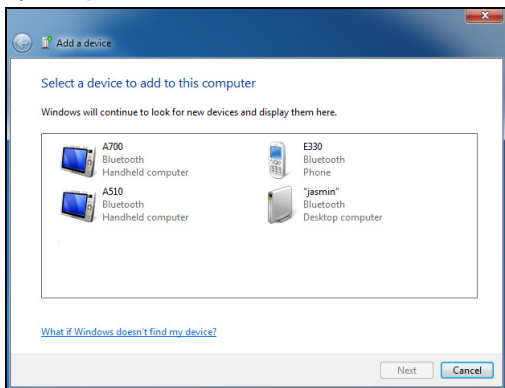 Add a device
Select a device to add to this computer
Windows will continue to look for new devices and display them here.
A700
Bluetooth
Handheld computer
E330
Bluetooth
Phone
A510
Bluetooth
Handheld computer
"jasmin"
Bluetooth
Desktop computer
What if Windows doesn't find my device?
Next
Cancel